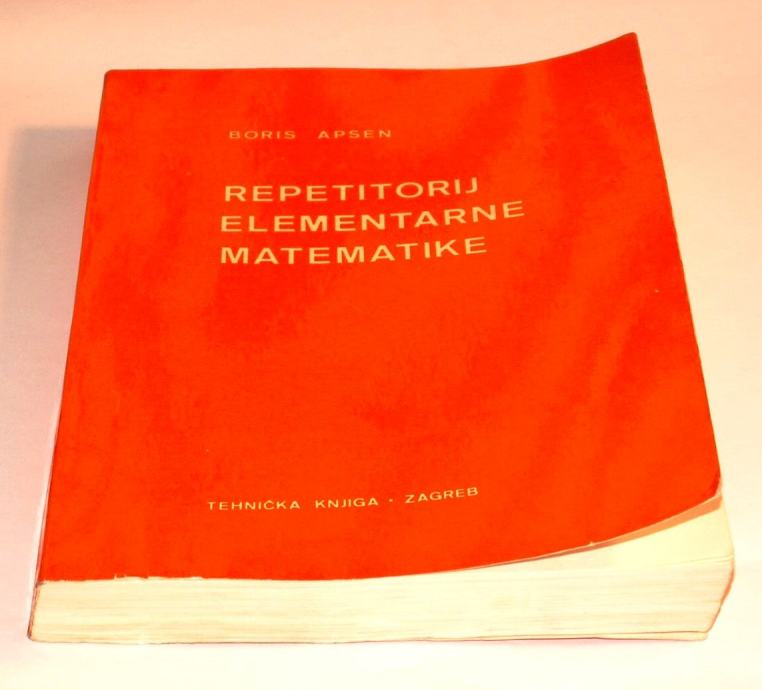 BORIS APSEN
REPETITORIJ
ELEMENTARNE
MATEMATIKE
TEHNIČKA KNJIGA · ZAGREB